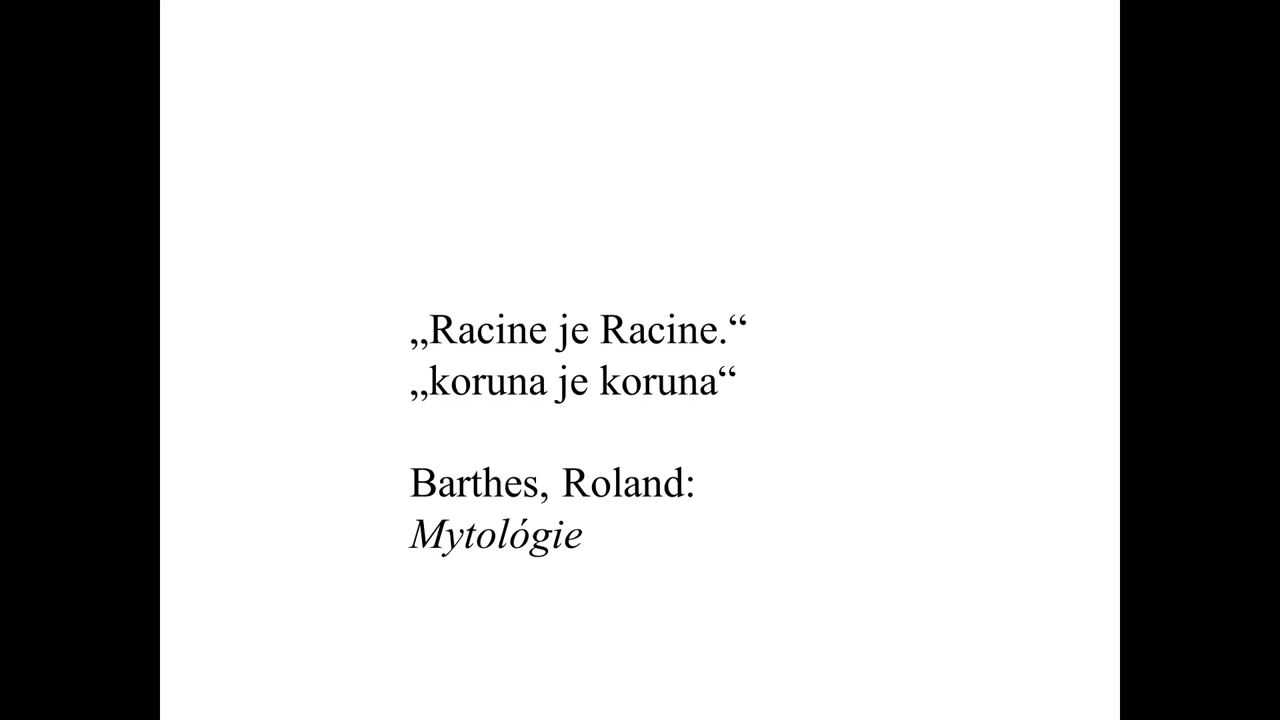 „Racine je Racine.“
„koruna je koruna“
Barthes, Roland:
Mytológie